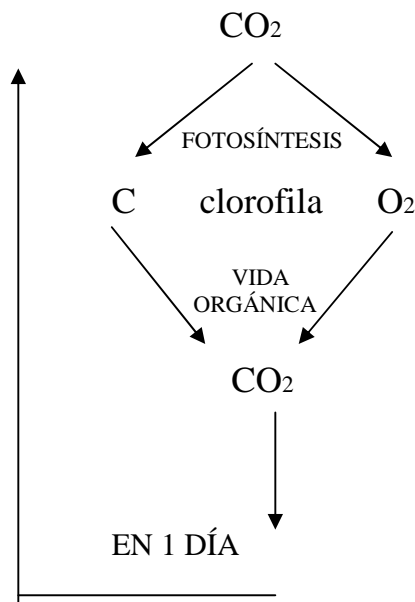 CO2
FOTOSÍNTESIS
C clorofila O2
VIDA
ORGÁNICA
CO2
EN 1 DÍA